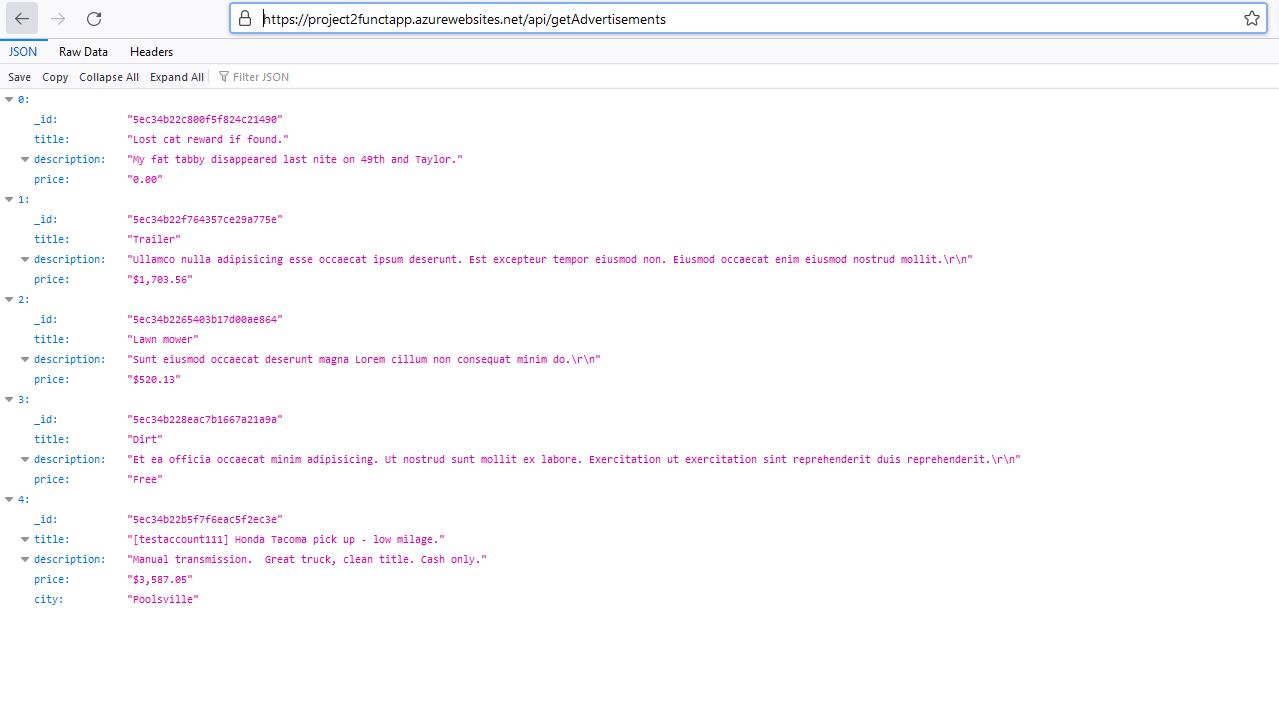 https://project2functapp.azurewebsites.net/api/getAdvertisements
JSON Raw Data Headers
Save Copy Collapse All Expand All Filter JSON
0:
_id: "5ec34b22c800f5f824c21490"
title: "Lost cat reward if found."
description: "My fat tabby disappeared last nite on 49th and Taylor."
price: "0.00"
1:
_id: "5ec34b22f764357ce29a775e"
title: "Trailer"
description: "Ullamco nulla adipisicing esse occaecat ipsum deserunt. Est excepteur tempor eiusmod non. Eiusmod occaecat enim eiusmod nostrud mollit.\r\n"
price: "$1,703.56"
2:
_id: "5ec34b2265403b17d00ae864"
title: "Lawn mower"
description: "Sunt eiusmod occaecat deserunt magna Lorem cillum non consequat minim do.\r\n"
price: "$520.13"
3:
_id: "5ec34b228eac7b1667a21a9a"
title: "Dirt"
description: "Et ea officia occaecat minim adipisicing. Ut nostrud sunt mollit ex labore. Exercitation ut exercitation sint reprehenderit duis reprehenderit.\r\n"
price: "Free"
4:
_id: "5ec34b22b5f7f6eac5f2ec3e"
title: "[testaccount111] Honda Tacoma pick up - low milage."
description: "Manual transmission.  Great truck, clean title. Cash only."
price: "$3,587.05"
city: "Poolsville"